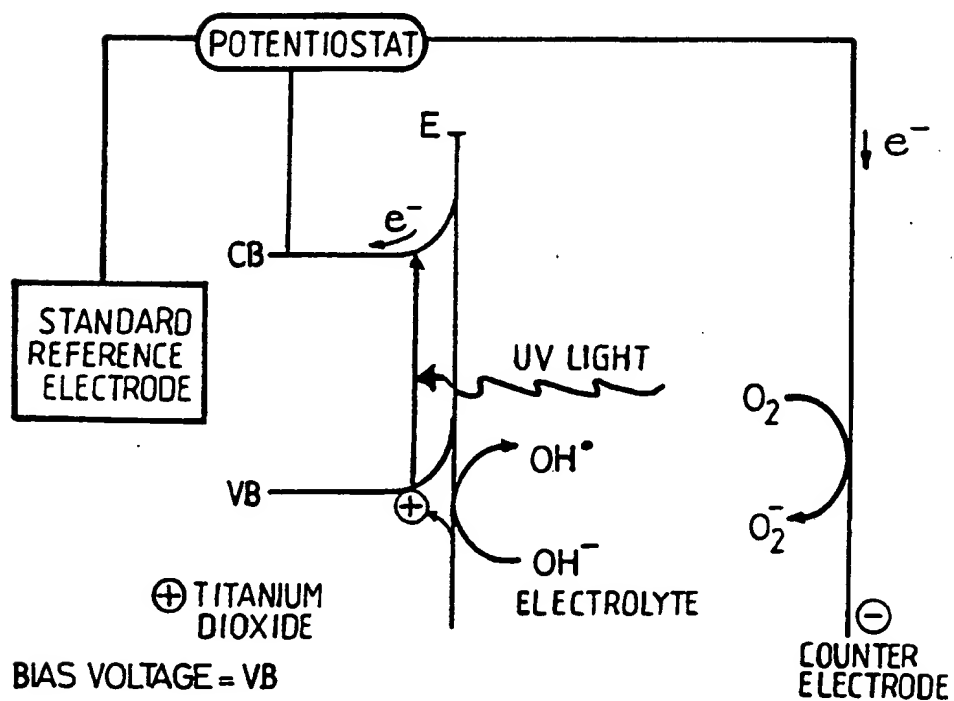 POTENTIOSTAT
E
e⁻
e⁻
CB
STANDARD
REFERENCE
ELECTRODE
UV LIGHT
O₂
OH•
VB
⊕
O₂⁻
OH⁻
ELECTROLYTE
⊕ TITANIUM
DIOXIDE
⊖
COUNTER
ELECTRODE
BIAS VOLTAGE = VB